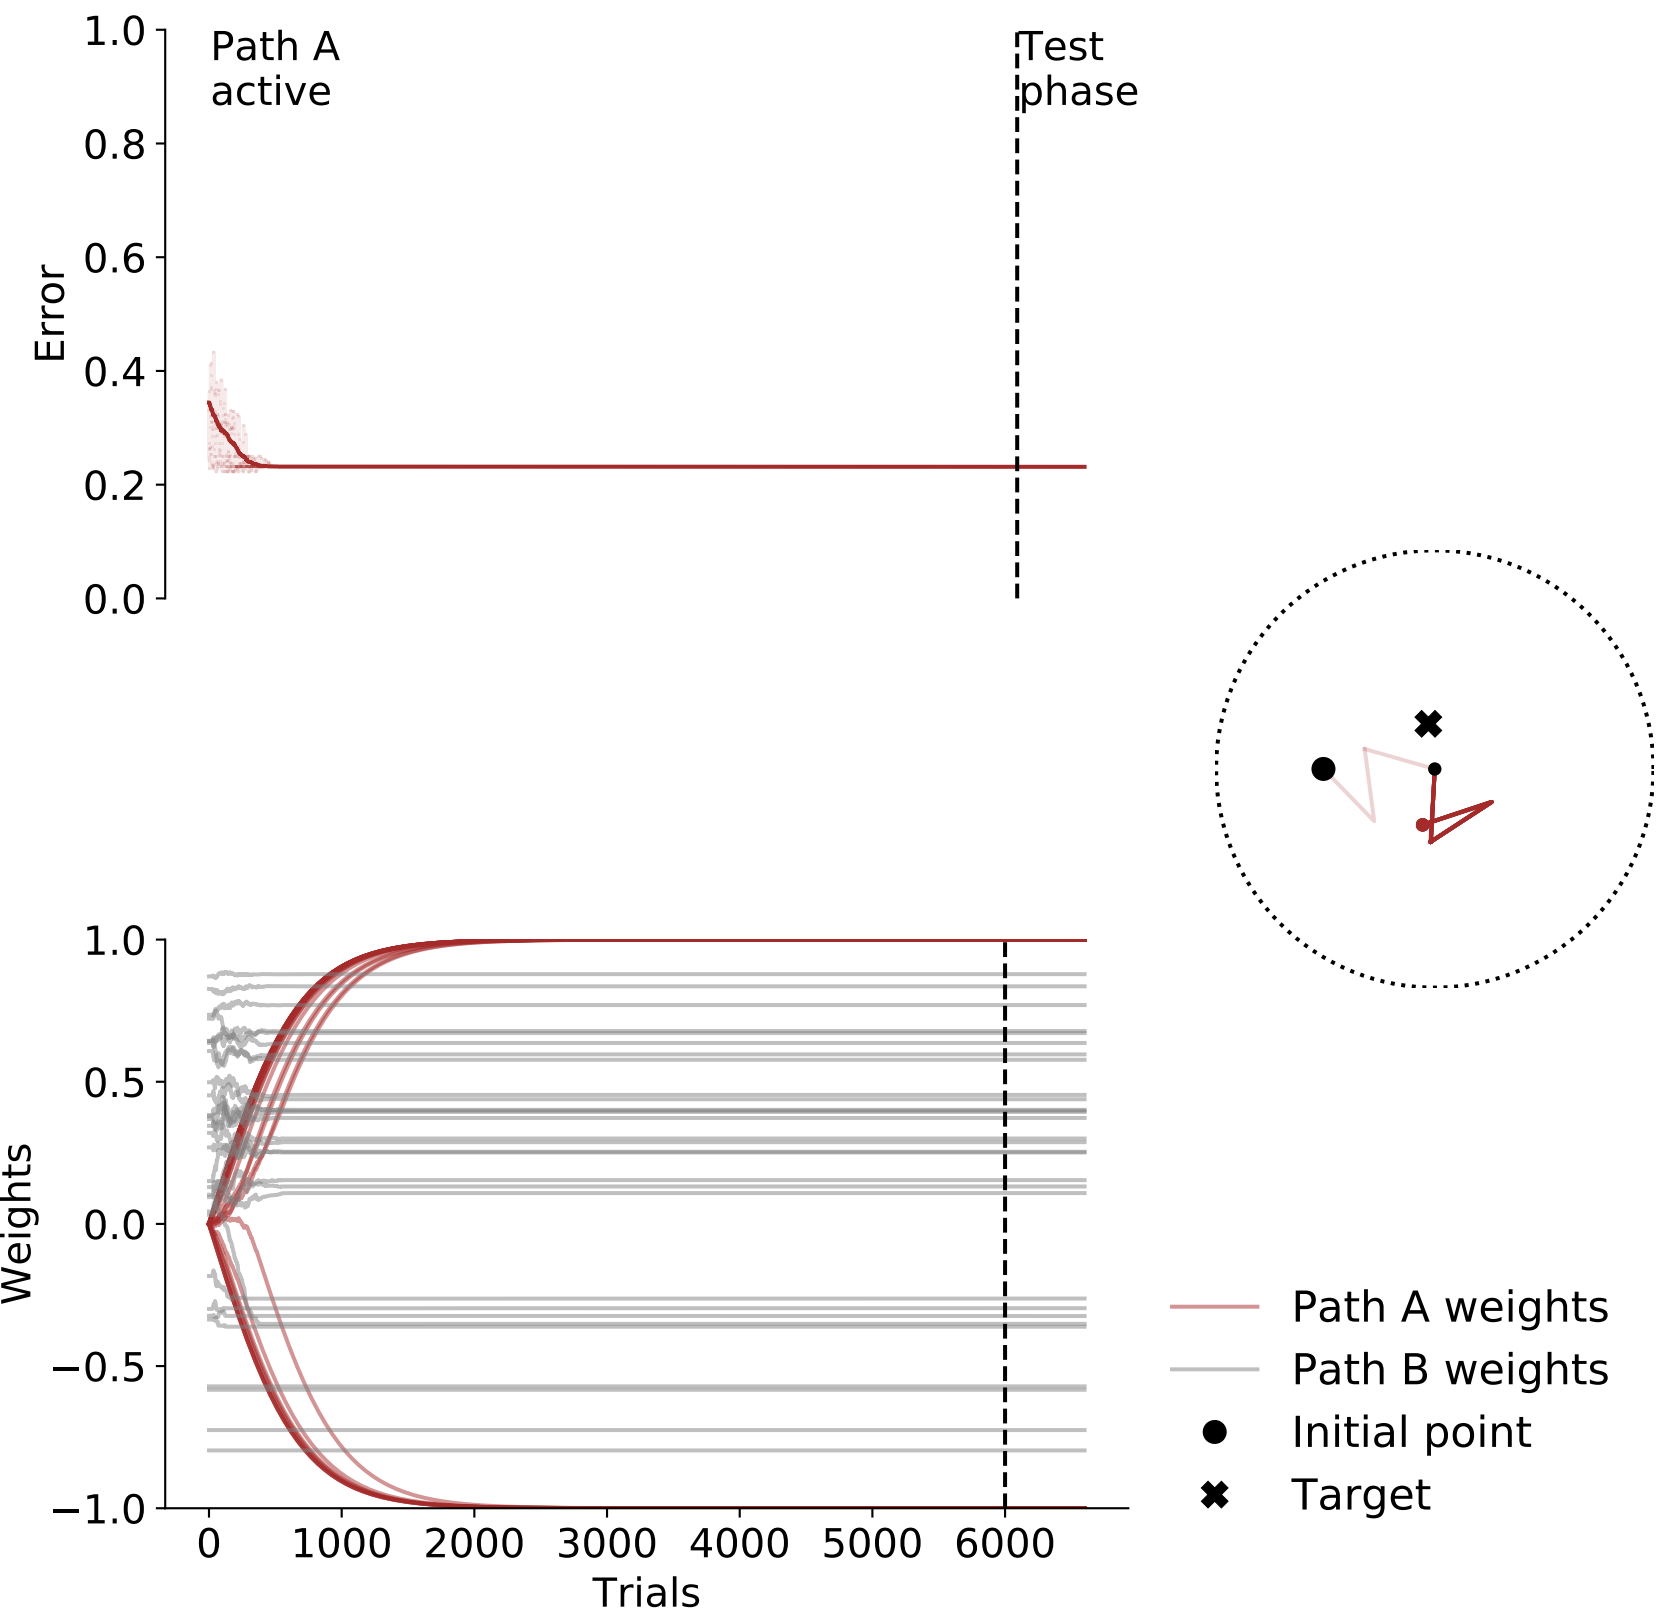 1.0
Path A
active
Test
phase
0.8
0.6
0.4
0.2
0.0
Error
1.0
0.5
0.0
−0.5
−1.0
Weights
0 1000 2000 3000 4000 5000 6000
Trials
Path A weights
Path B weights
Initial point
Target